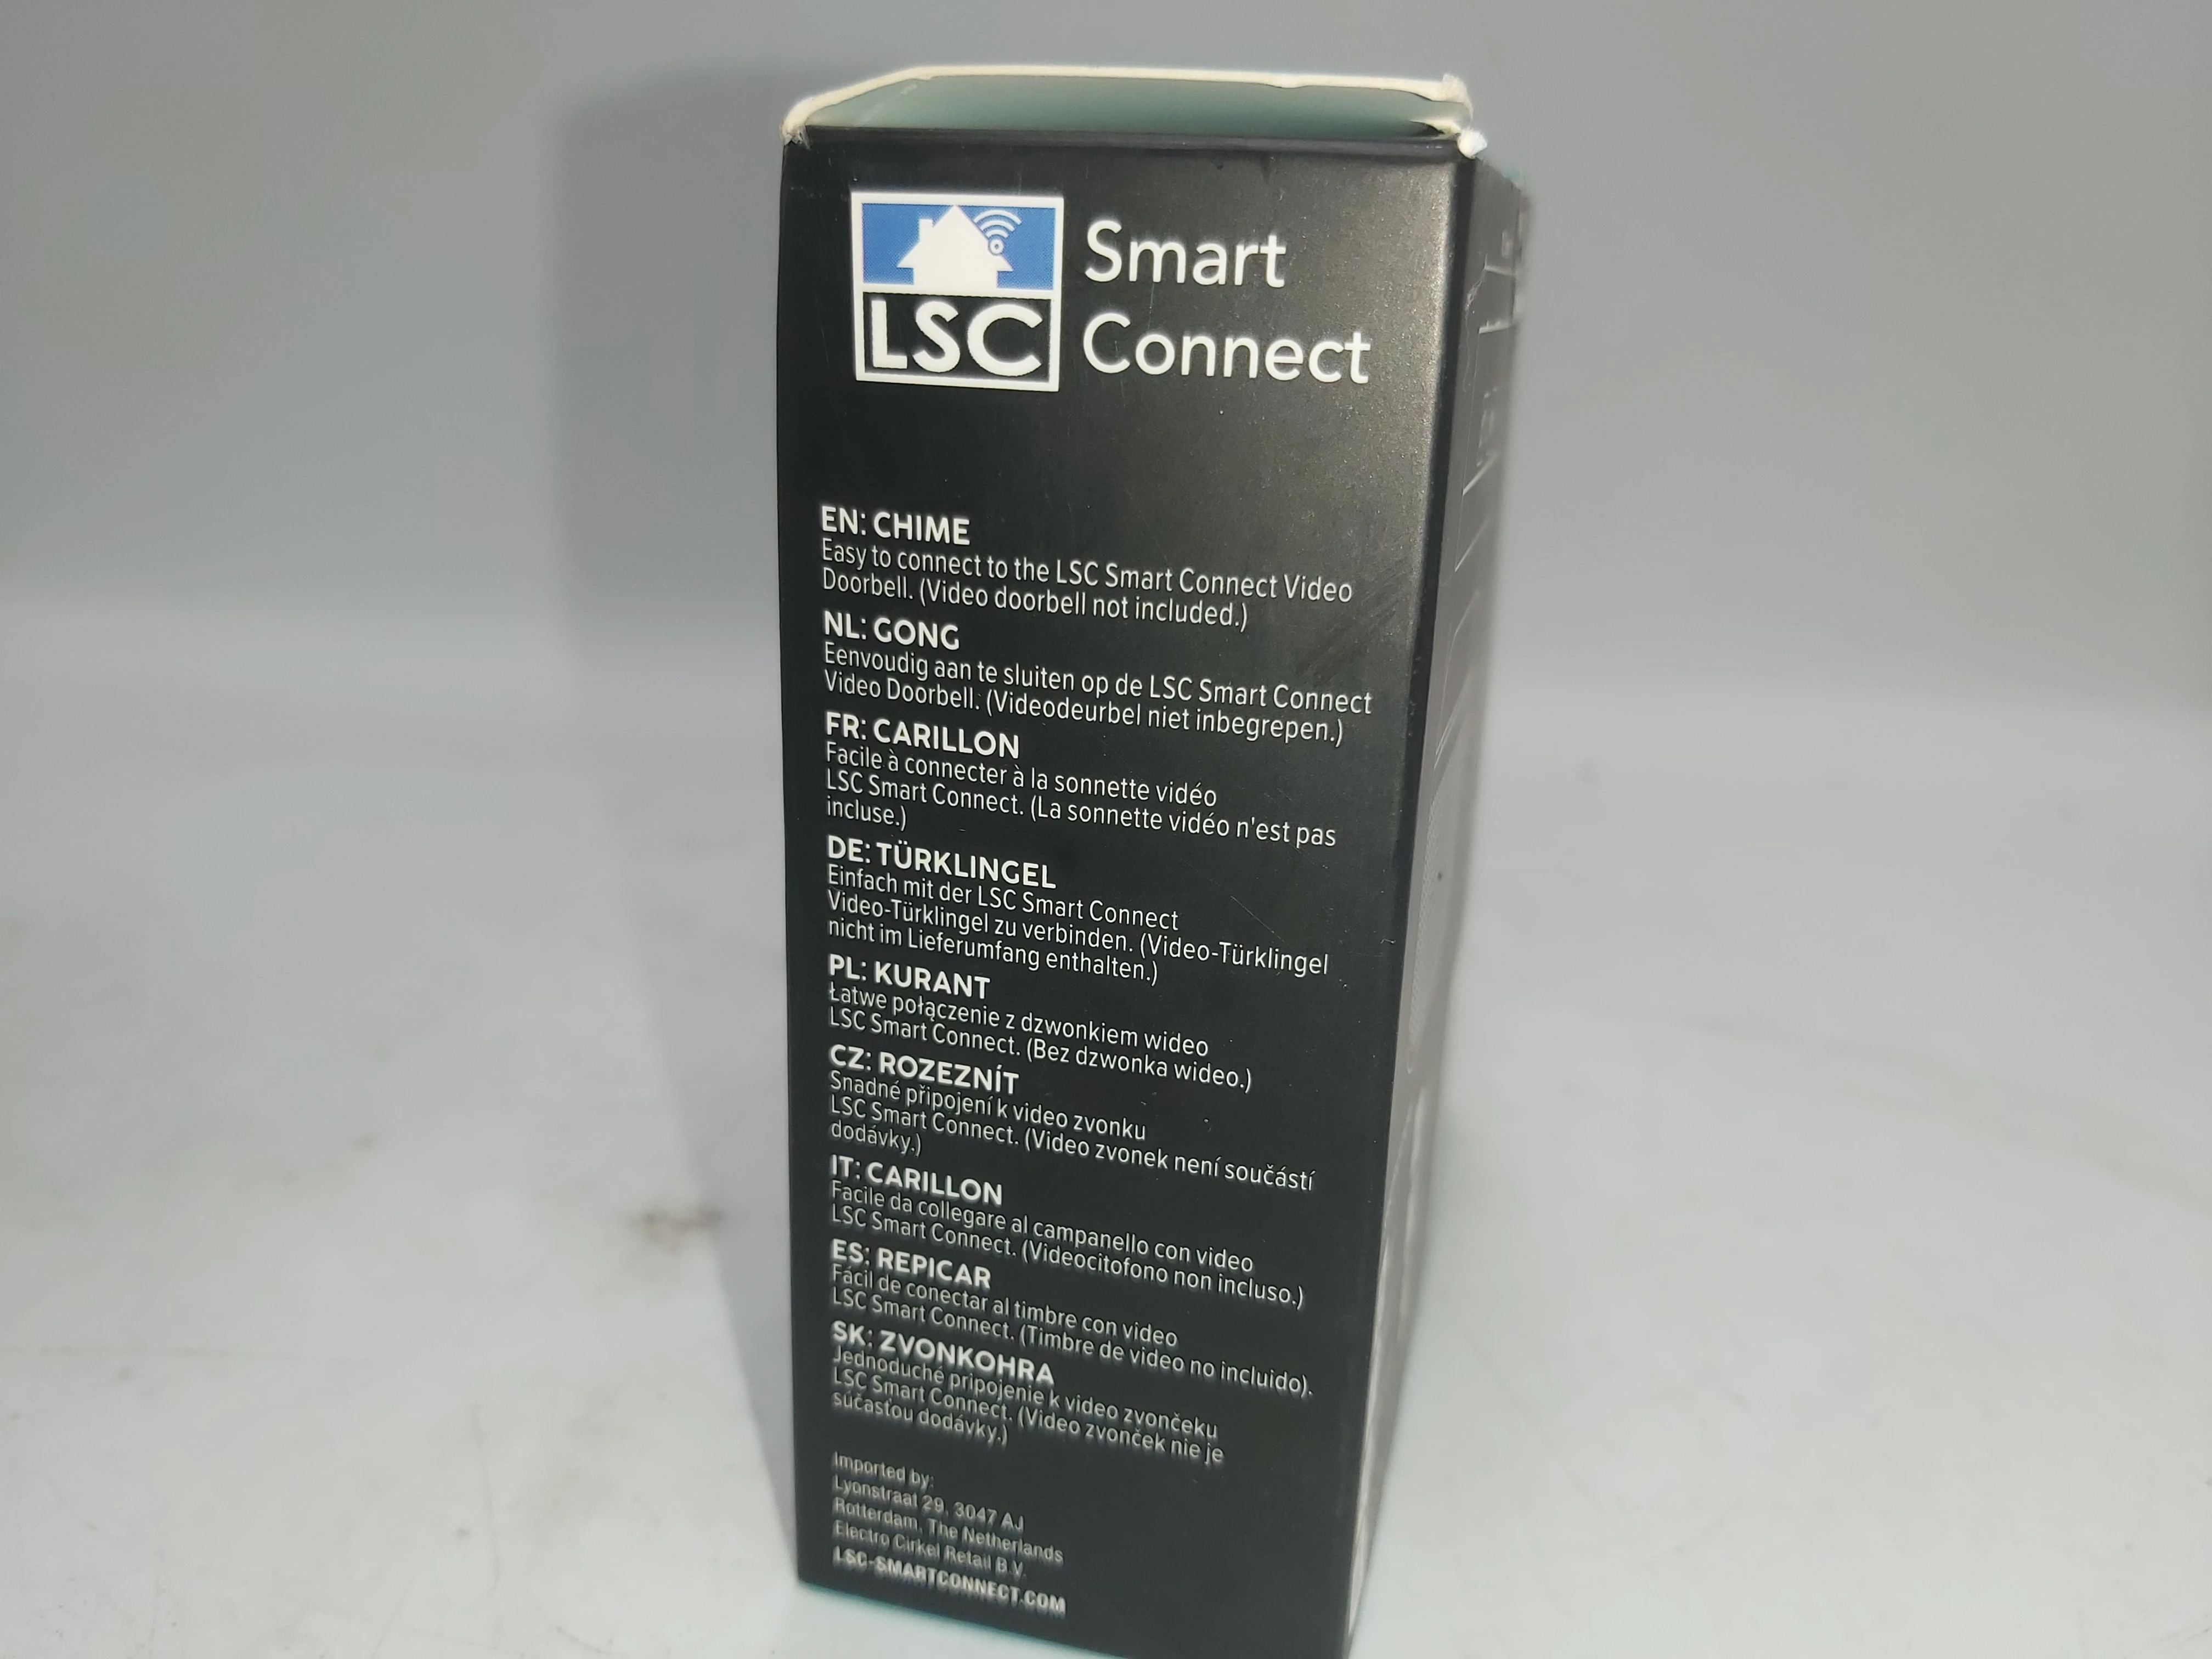 LSC
Smart
Connect
EN: CHIME
Easy to connect to the LSC Smart Connect Video
Doorbell. (Video doorbell not included.)
NL: GONG
Eenvoudig aan te sluiten op de LSC Smart Connect
Video Doorbell. (Videodeurbel niet inbegrepen.)
FR: CARILLON
Facile à connecter à la sonnette vidéo
LSC Smart Connect. (La sonnette vidéo n'est pas
incluse.)
DE: TÜRKLINGEL
Einfach mit der LSC Smart Connect
Video-Türklingel zu verbinden. (Video-Türklingel
nicht im Lieferumfang enthalten.)
PL: KURANT
Łatwe połączenie z dzwonkiem wideo
LSC Smart Connect. (Bez dzwonka wideo.)
CZ: ROZEZNÍT
Snadné připojení k video zvonku
LSC Smart Connect. (Video zvonek není součástí
dodávky.)
IT: CARILLON
Facile da collegare al campanello con video
LSC Smart Connect. (Videocitofono non incluso.)
ES: REPICAR
Fácil de conectar al timbre con video
LSC Smart Connect. (Timbre de video no incluido).
SK: ZVONKOHRA
Jednoduché pripojenie k video zvončeku
LSC Smart Connect. (Video zvonček nie je
súčasťou dodávky.)
Imported by:
Lyonstraat 29, 3047 AJ
Rotterdam, The Netherlands
Electro Cirkel Retail B.V.
LSC-SMARTCONNECT.COM